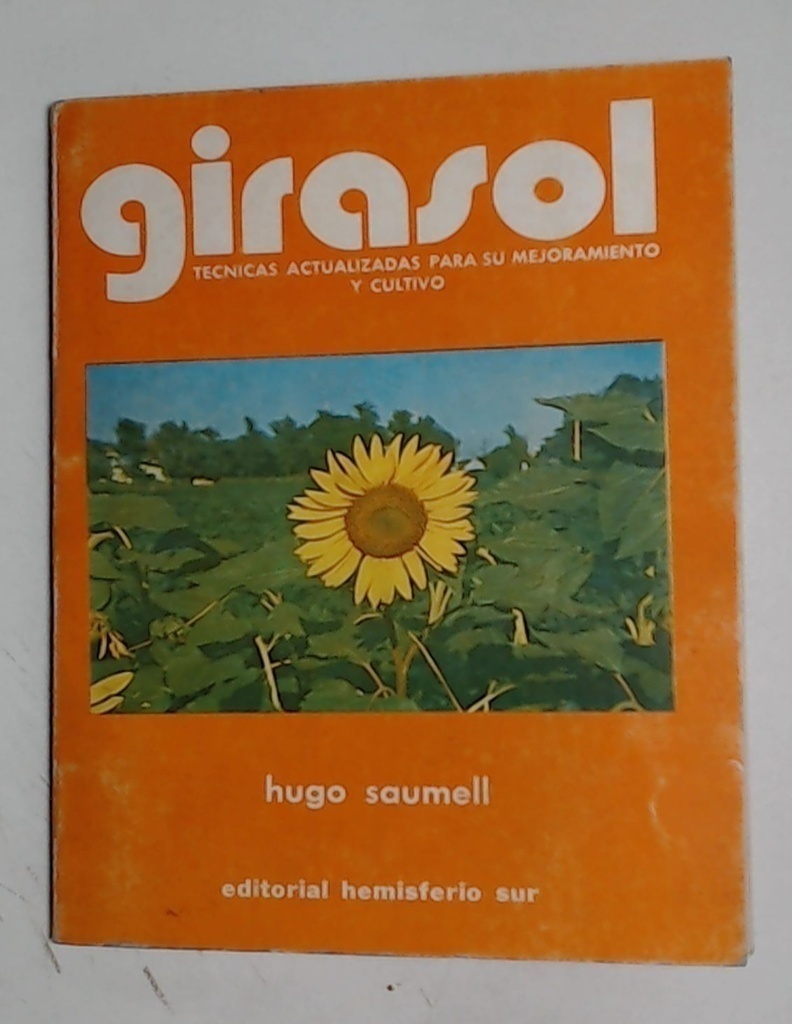 girasol
TECNICAS ACTUALIZADAS PARA SU MEJORAMIENTO
Y CULTIVO
hugo saumell
editorial hemisferio sur